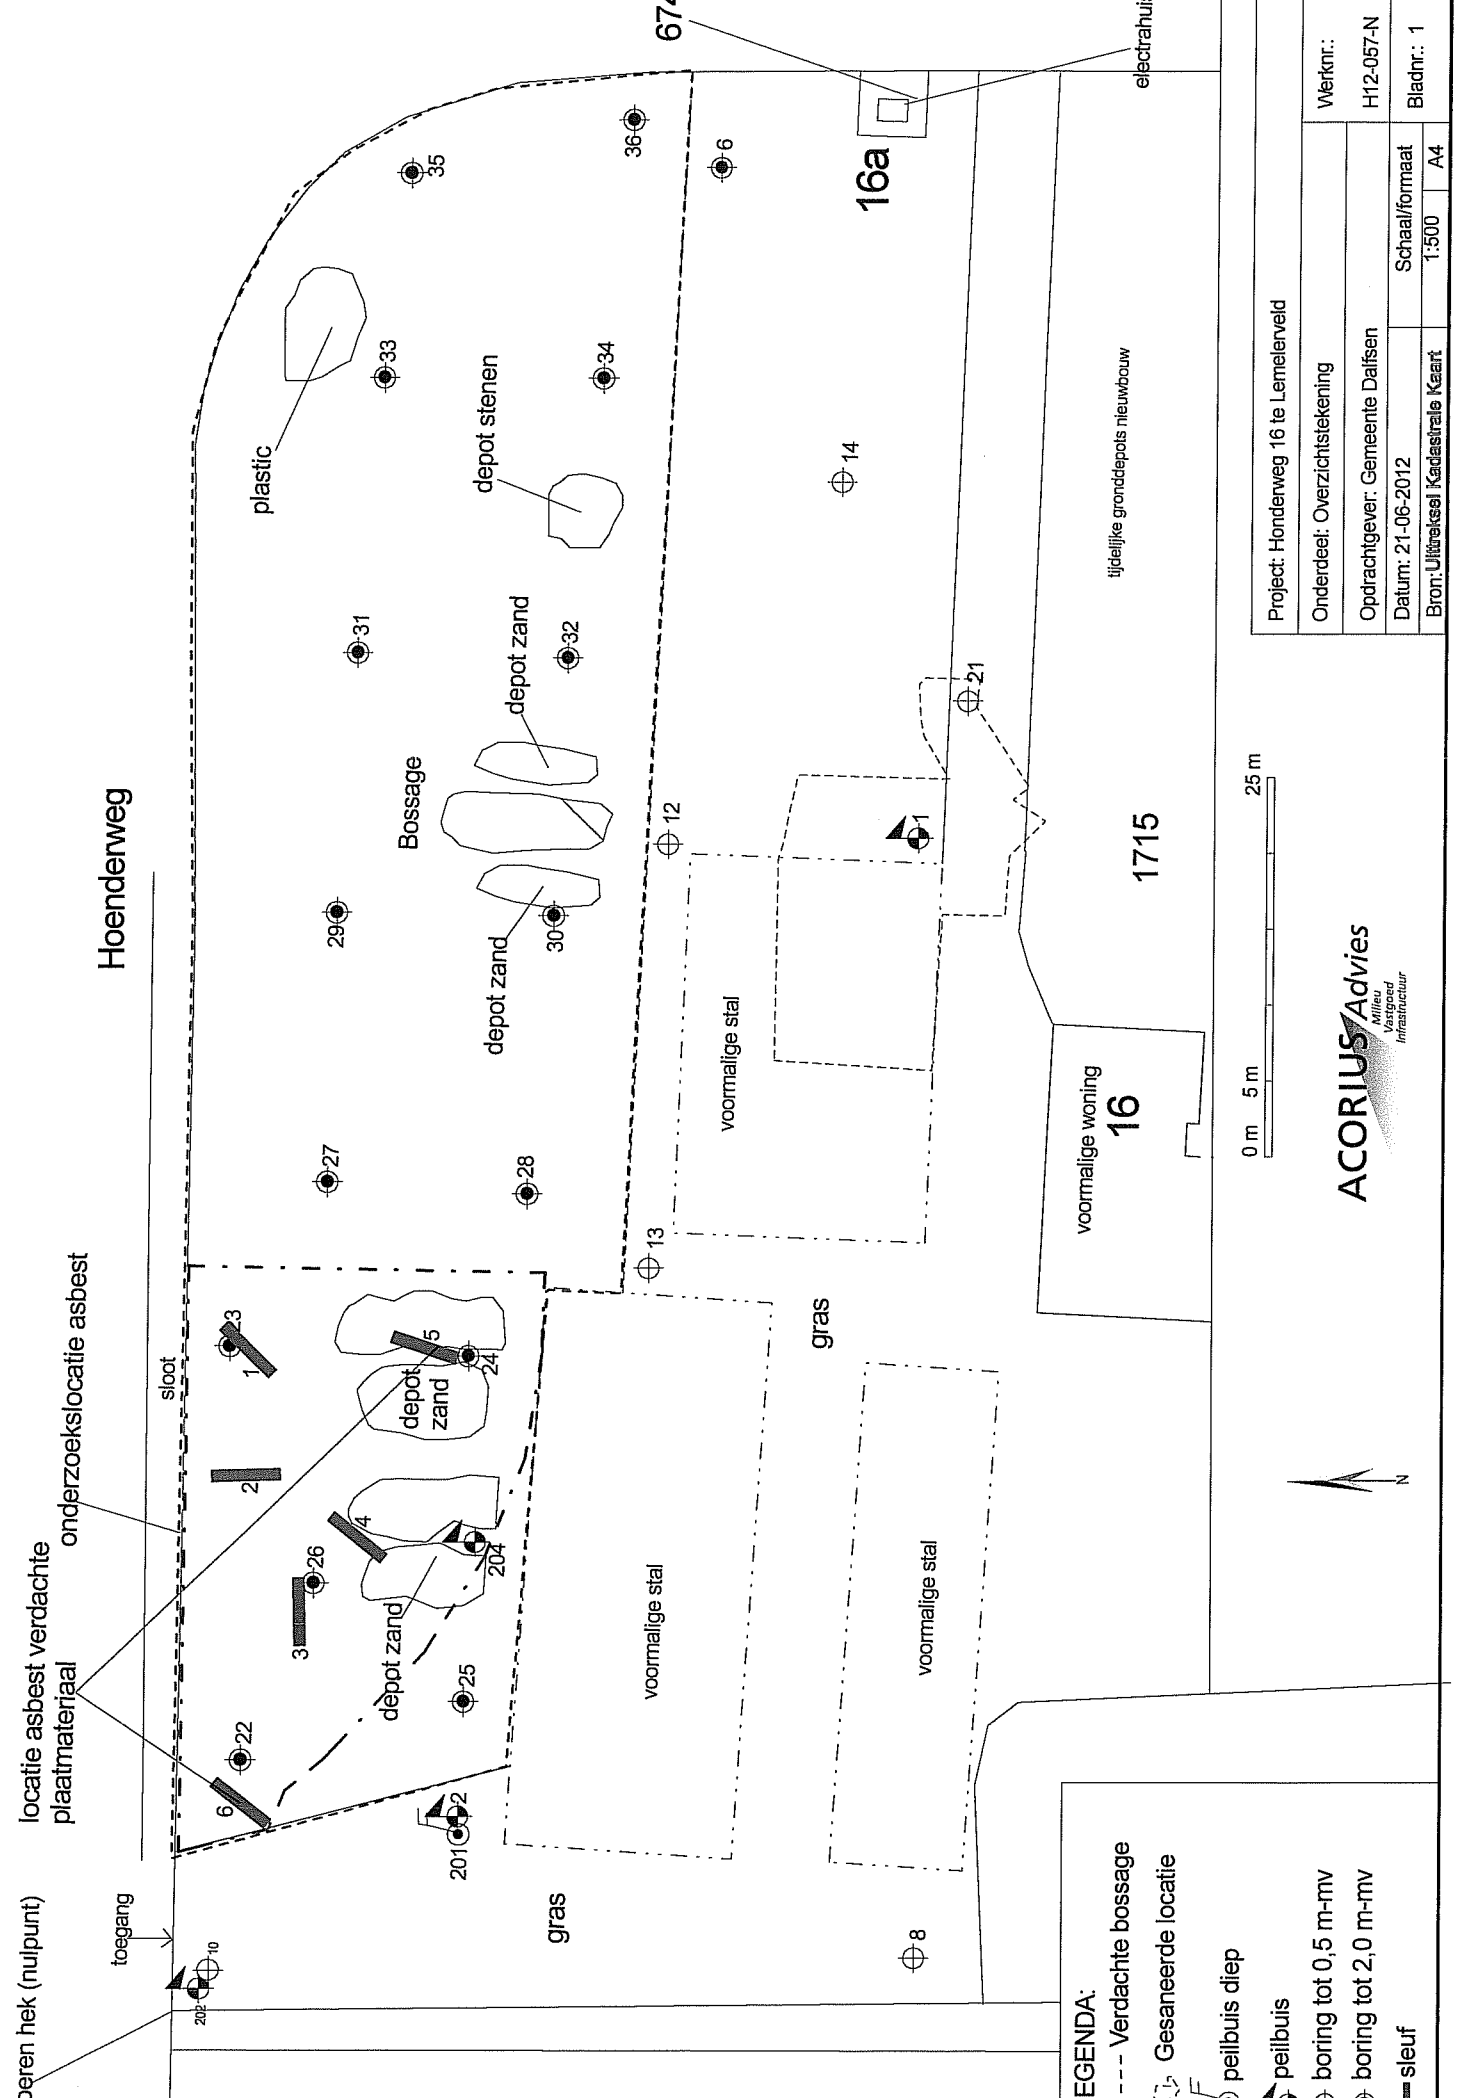 Hoenderweg
locatie asbest verdachte
plaatmateriaal
onderzoekslocatie asbest
sloot
toegang
beren hek (nulpunt)
202
10
22
6
3
26
2
1
23
4
5
24
depot
zand
depot zand
204
25
2
201
27
28
29
30
31
32
33
34
35
36
6
Bossage
depot zand
depot zand
depot stenen
plastic
674
electrahuis
16a
12
13
14
21
1
8
gras
gras
voormalige stal
voormalige stal
voormalige stal
voormalige woning
16
1715
tijdelijke gronddepots nieuwbouw
0 m 5 m 25 m
N
EGENDA:
Verdachte bossage
Gesaneerde locatie
peilbuis diep
peilbuis
boring tot 0,5 m-mv
boring tot 2,0 m-mv
sleuf
ACORIUS Advies
Milieu
Vastgoed
Infrastructuur
Project: Honderweg 16 te Lemelerveld
Onderdeel: Overzichtstekening
Werknr.:
Opdrachtgever: Gemeente Dalfsen
H12-057-N
Datum: 21-06-2012
Schaal/formaat
Bladnr.: 1
Bron: Uittreksel Kadastrale Kaart
1:500
A4